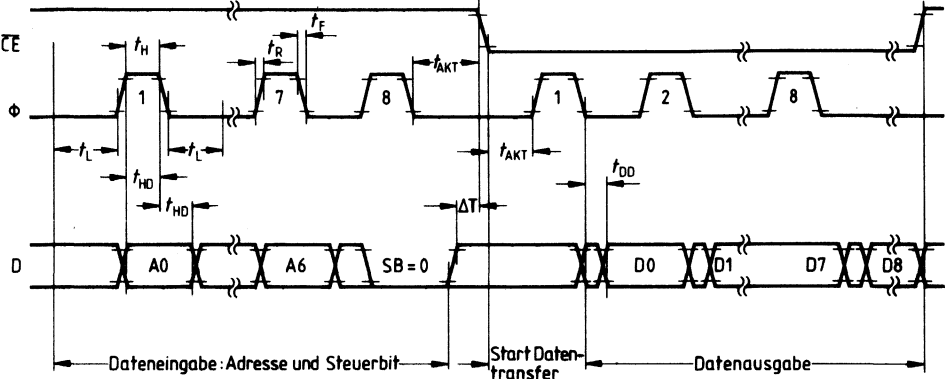 CE
t_H
t_R
t_F
t_AKT
Φ
1
7
8
1
2
8
t_L
t_L
t_AKT
t_HD
t_HD
t_DD
ΔT
D
A0
A6
SB = 0
D0
D1
D7
D8
Dateneingabe: Adresse und Steuerbit
Start Daten-
transfer
Datenausgabe